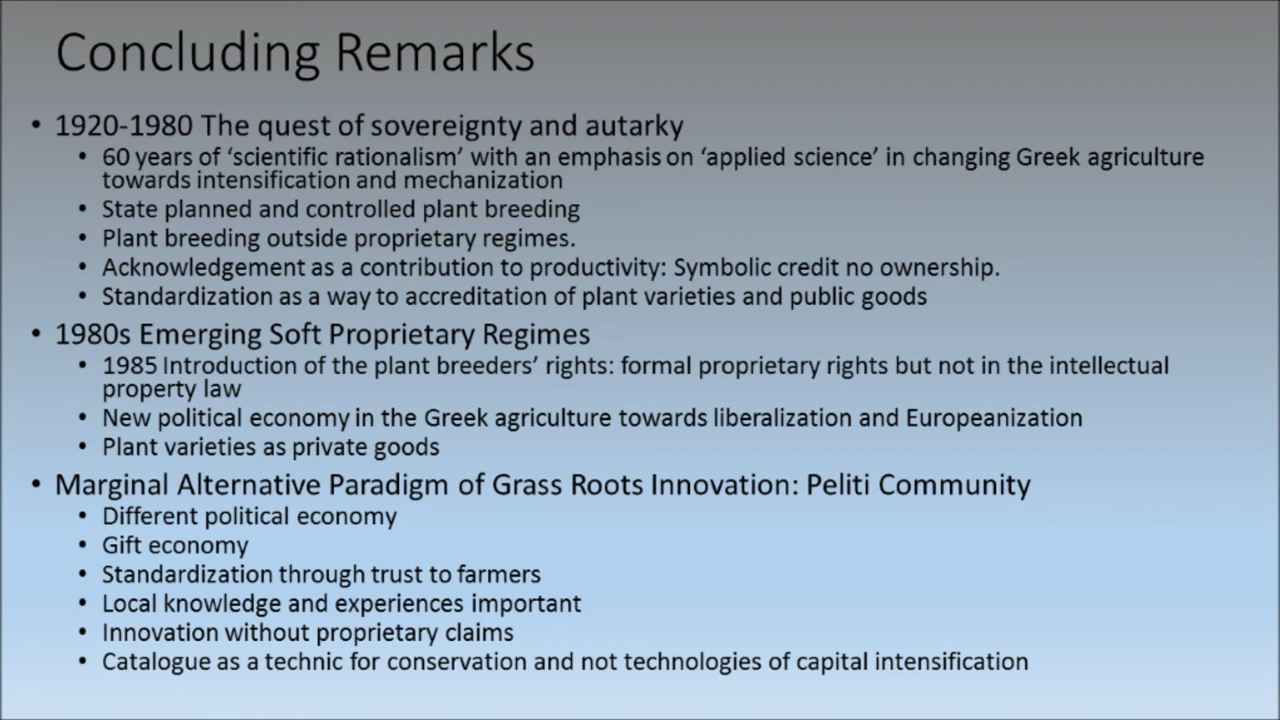 Concluding Remarks
• 1920-1980 The quest of sovereignty and autarky
• 60 years of ‘scientific rationalism’ with an emphasis on ‘applied science’ in changing Greek agriculture
towards intensification and mechanization
• State planned and controlled plant breeding
• Plant breeding outside proprietary regimes.
• Acknowledgement as a contribution to productivity: Symbolic credit no ownership.
• Standardization as a way to accreditation of plant varieties and public goods
• 1980s Emerging Soft Proprietary Regimes
• 1985 Introduction of the plant breeders’ rights: formal proprietary rights but not in the intellectual
property law
• New political economy in the Greek agriculture towards liberalization and Europeanization
• Plant varieties as private goods
• Marginal Alternative Paradigm of Grass Roots Innovation: Peliti Community
• Different political economy
• Gift economy
• Standardization through trust to farmers
• Local knowledge and experiences important
• Innovation without proprietary claims
• Catalogue as a technic for conservation and not technologies of capital intensification